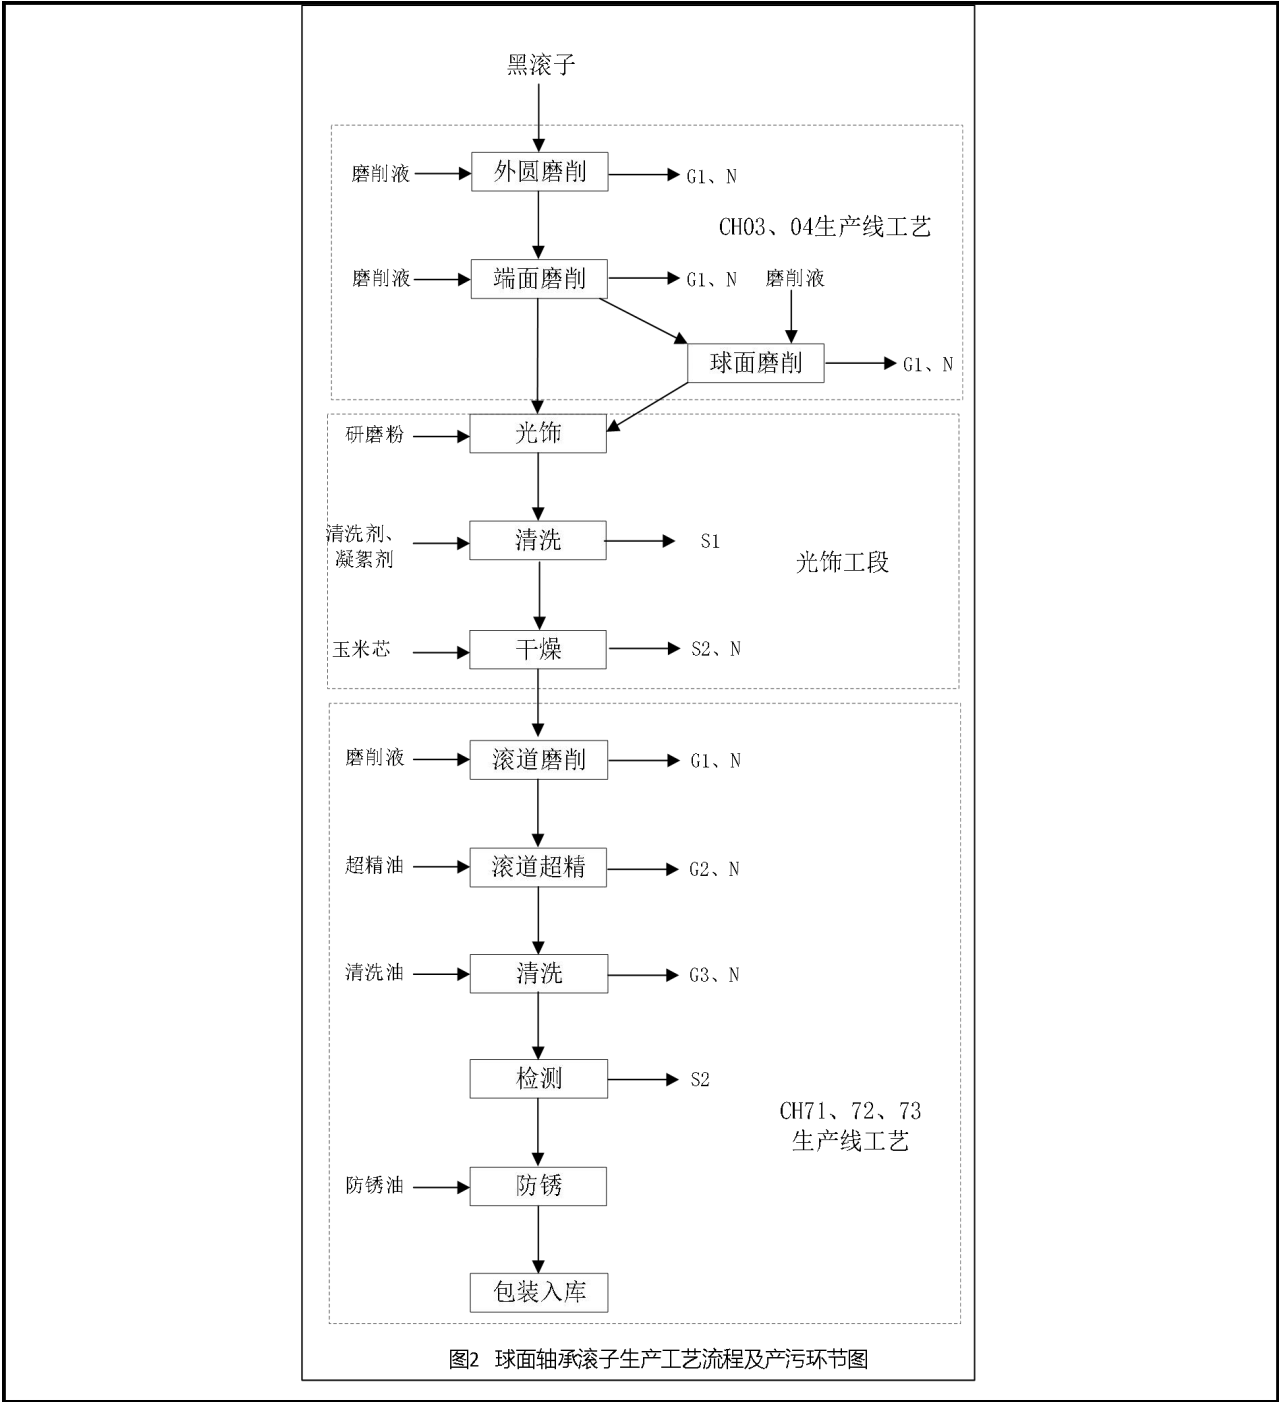 黑滚子
磨削液
外圆磨削
G1、N
CH03、04生产线工艺
磨削液
端面磨削
G1、N
磨削液
球面磨削
G1、N
研磨粉
光饰
清洗剂、
凝絮剂
清洗
S1
光饰工段
玉米芯
干燥
S2、N
磨削液
滚道磨削
G1、N
超精油
滚道超精
G2、N
清洗油
清洗
G3、N
检测
S2
CH71、72、73
生产线工艺
防锈油
防锈
包装入库
图2 球面轴承滚子生产工艺流程及产污环节图